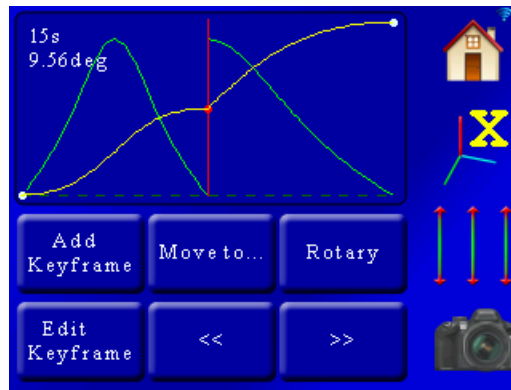 15s
9.56deg
X
Add
Keyframe
Move to...
Rotary
Edit
Keyframe
<<
>>